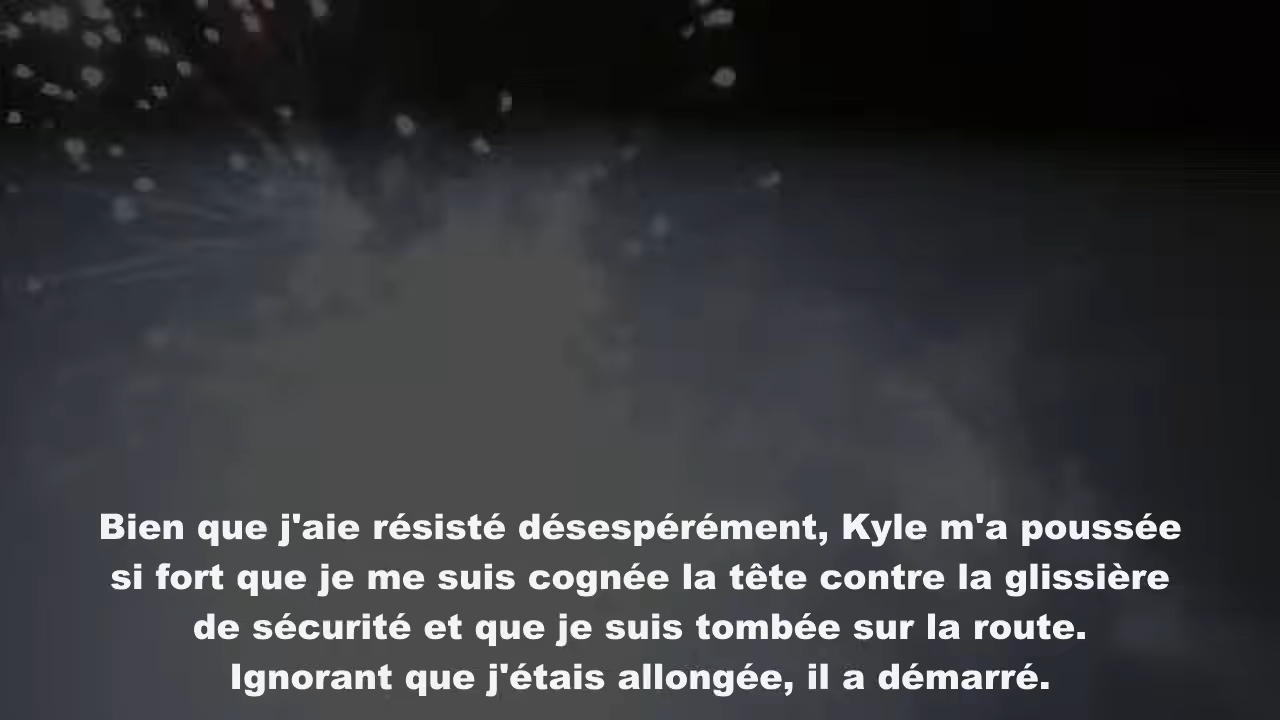 Bien que j'aie résisté désespérément, Kyle m'a poussée
si fort que je me suis cognée la tête contre la glissière
de sécurité et que je suis tombée sur la route.
Ignorant que j'étais allongée, il a démarré.